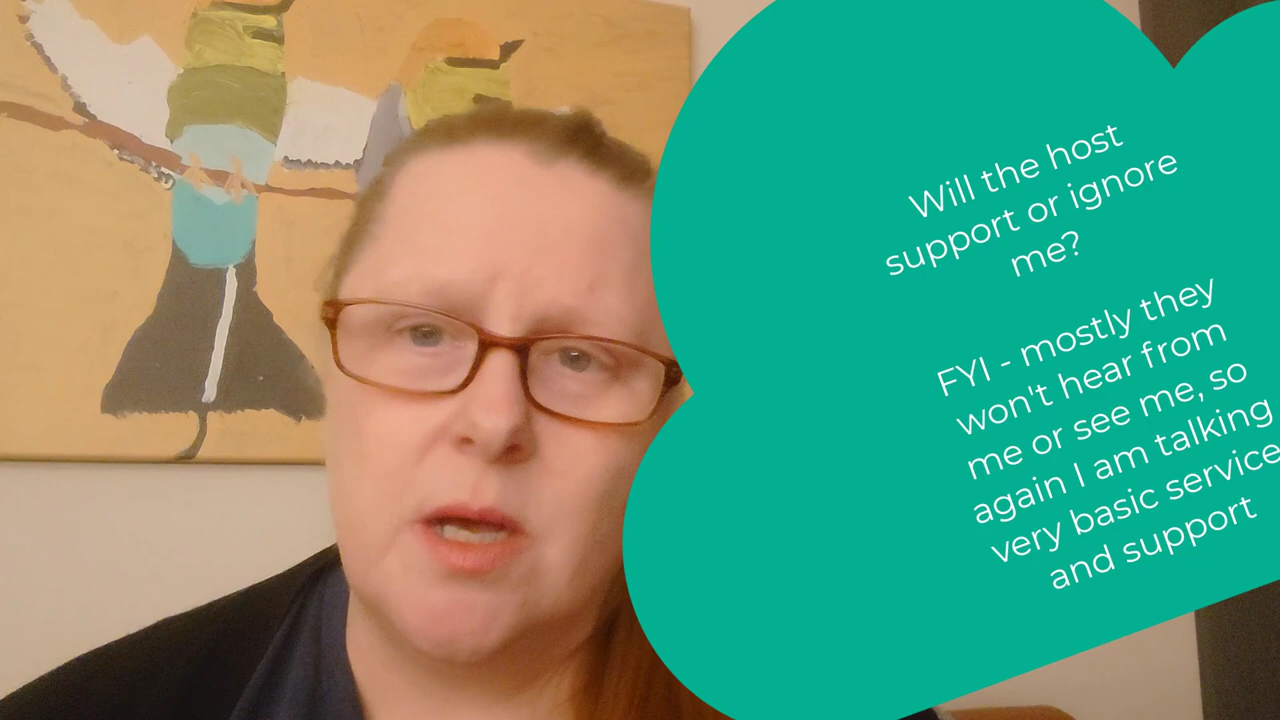 Will the host
support or ignore
me?
FYI - mostly they
won't hear from
me or see me, so
again I am talking
very basic service
and support